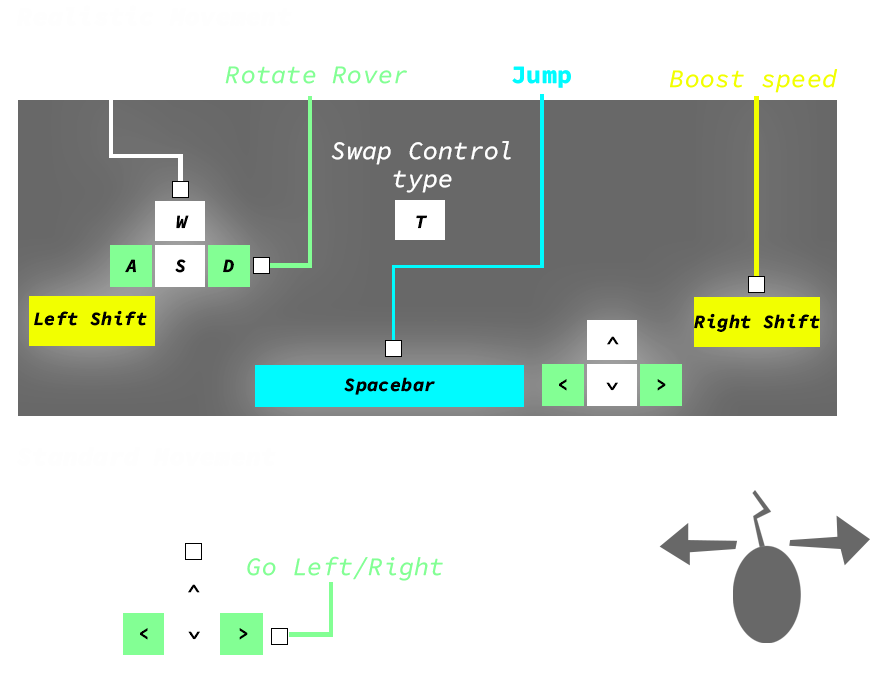 Rotate Rover
Jump
Boost speed
Swap Control
type
W
T
A
S
D
Left Shift
Right Shift
^
Spacebar
<
v
>
Go Left/Right
^
<
v
>